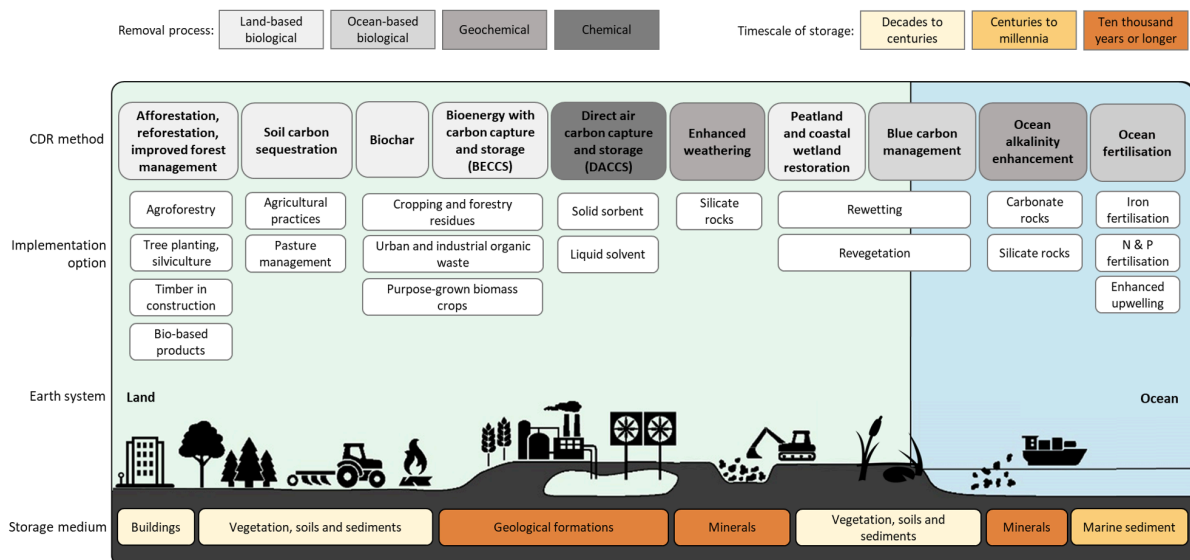 Removal process:
Land-based
biological
Ocean-based
biological
Geochemical
Chemical
Timescale of storage:
Decades to
centuries
Centuries to
millennia
Ten thousand
years or longer
CDR method
Afforestation,
reforestation,
improved forest
management
Soil carbon
sequestration
Biochar
Bioenergy with
carbon capture
and storage
(BECCS)
Direct air
carbon capture
and storage
(DACCS)
Enhanced
weathering
Peatland
and coastal
wetland
restoration
Blue carbon
management
Ocean
alkalinity
enhancement
Ocean
fertilisation
Implementation
option
Agroforestry
Tree planting,
silviculture
Timber in
construction
Bio-based
products
Agricultural
practices
Pasture
management
Cropping and forestry
residues
Urban and industrial organic
waste
Purpose-grown biomass
crops
Solid sorbent
Liquid solvent
Silicate
rocks
Rewetting
Revegetation
Carbonate
rocks
Silicate rocks
Iron
fertilisation
N & P
fertilisation
Enhanced
upwelling
Earth system
Land
Ocean
Storage medium
Buildings
Vegetation, soils and sediments
Geological formations
Minerals
Vegetation, soils and
sediments
Minerals
Marine sediment